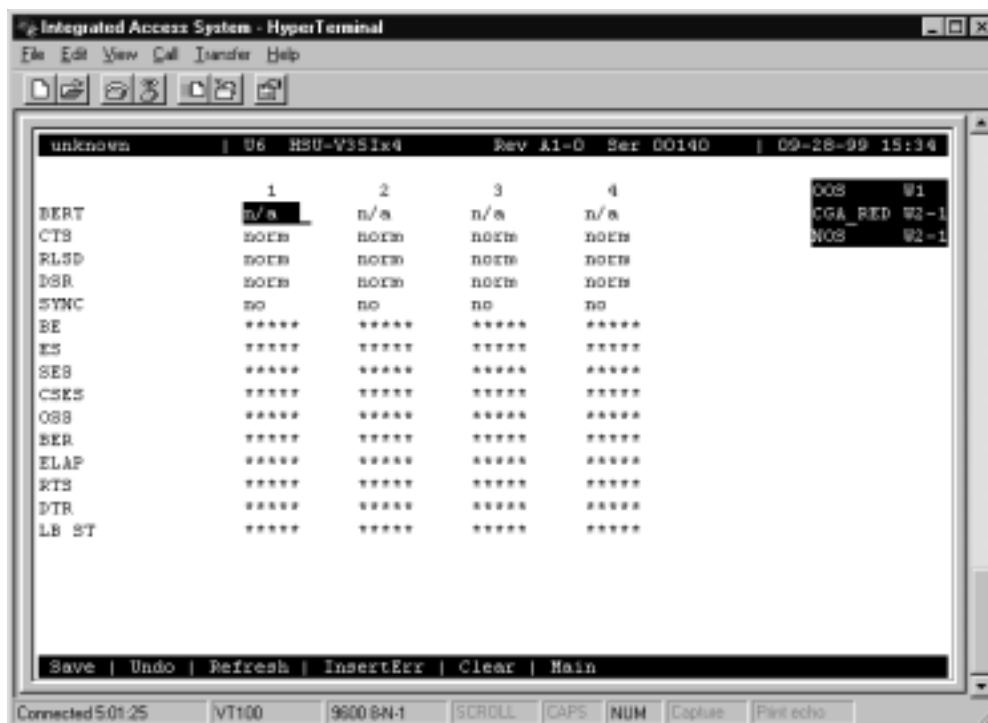 Integrated Access System - HyperTerminal
File Edit View Call Transfer Help
unknown | U6 HSU-V35Ix4 Rev A1-0 Ser 00140 | 09-28-99 15:34
1 2 3 4 OOS W1
BERT n/a n/a n/a n/a CGA_RED W2-1
CTS norm norm norm norm NOS W2-1
RLSD norm norm norm norm
DSR norm norm norm norm
SYNC no no no no
BE ***** ***** ***** *****
ES ***** ***** ***** *****
SES ***** ***** ***** *****
CSES ***** ***** ***** *****
OSS ***** ***** ***** *****
BER ***** ***** ***** *****
ELAP ***** ***** ***** *****
RTS ***** ***** ***** *****
DTR ***** ***** ***** *****
LB ST ***** ***** ***** *****
Save | Undo | Refresh | InsertErr | Clear | Main
Connected 5:01:25 VT100 9600 8-N-1 SCROLL CAPS NUM Capture Print echo